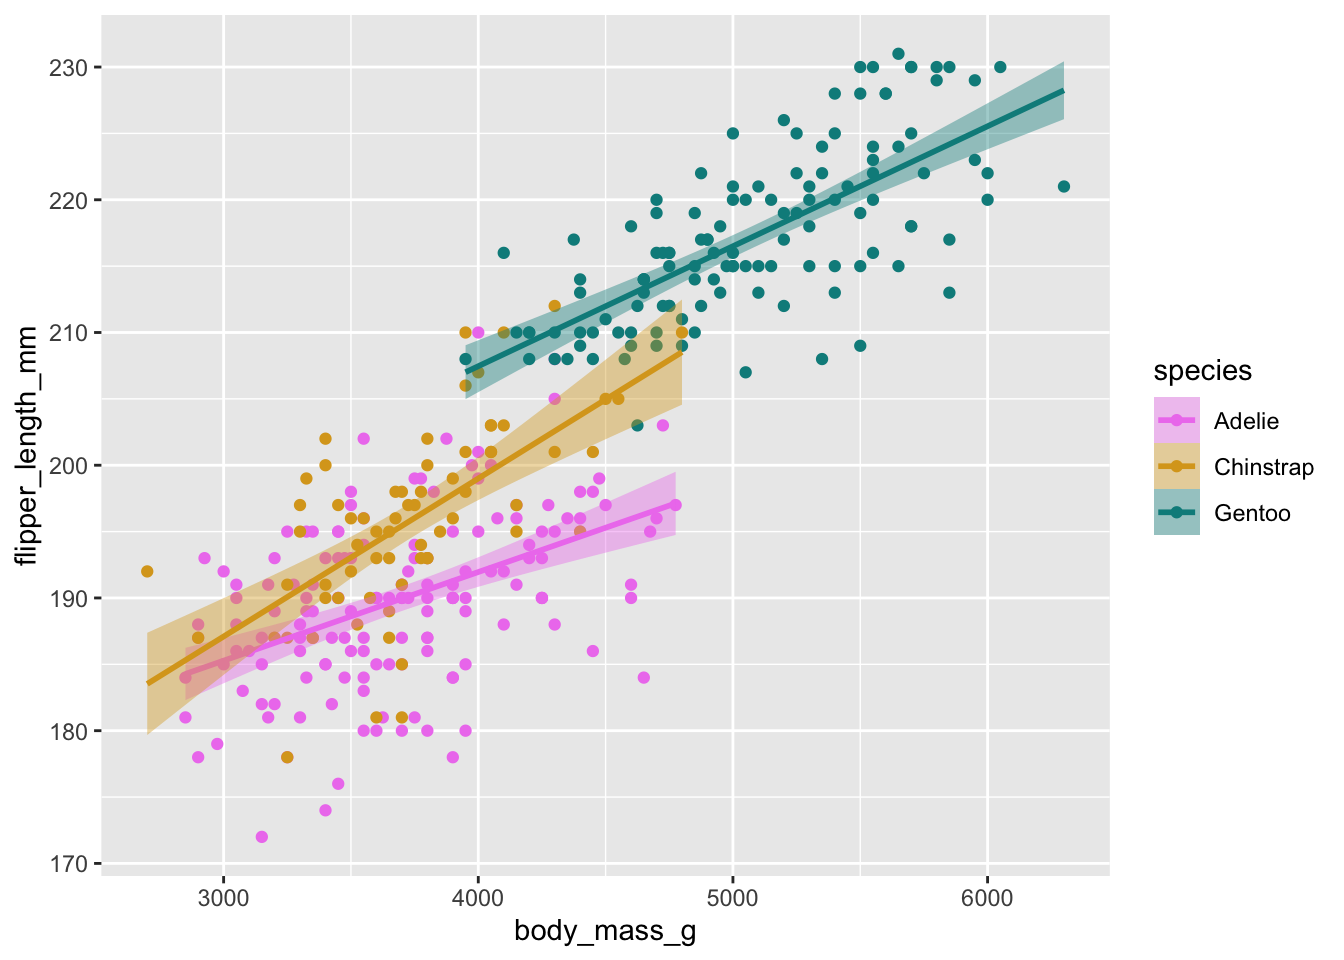 flipper_length_mm
230
220
210
200
190
180
170
3000 4000 5000 6000
body_mass_g
species
Adelie
Chinstrap
Gentoo